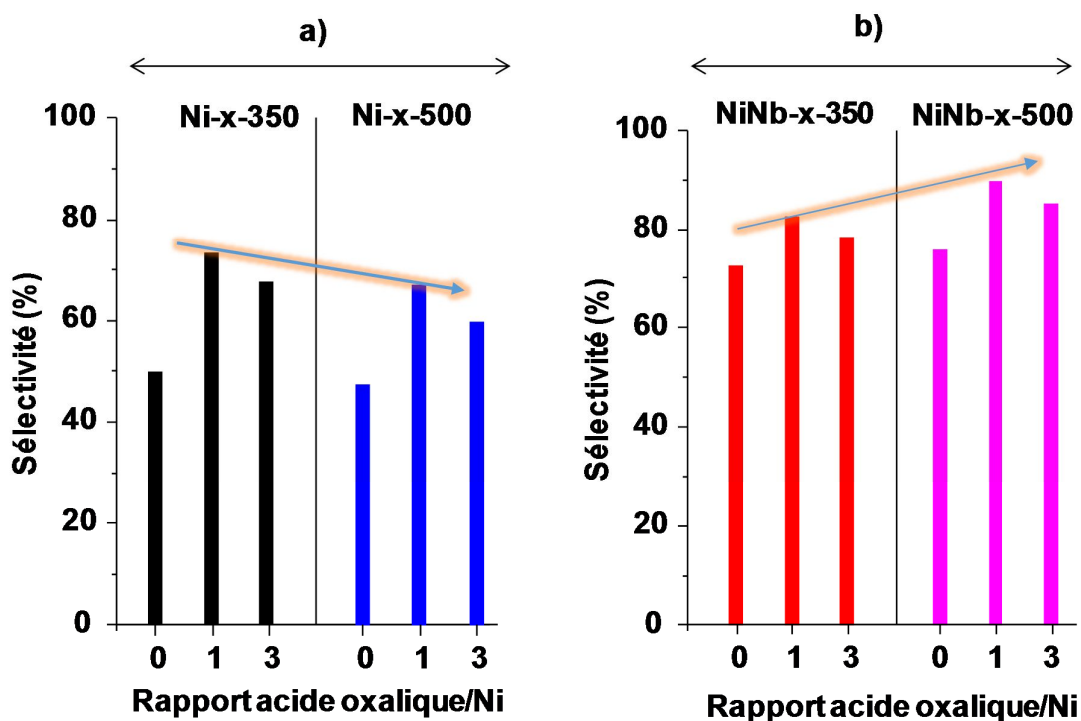 a)
Ni-x-350
Ni-x-500
100
80
60
40
20
0
Sélectivité (%)
0 1 3 0 1 3
Rapport acide oxalique/Ni
b)
NiNb-x-350
NiNb-x-500
100
80
60
40
20
0
Sélectivité (%)
0 1 3 0 1 3
Rapport acide oxalique/Ni